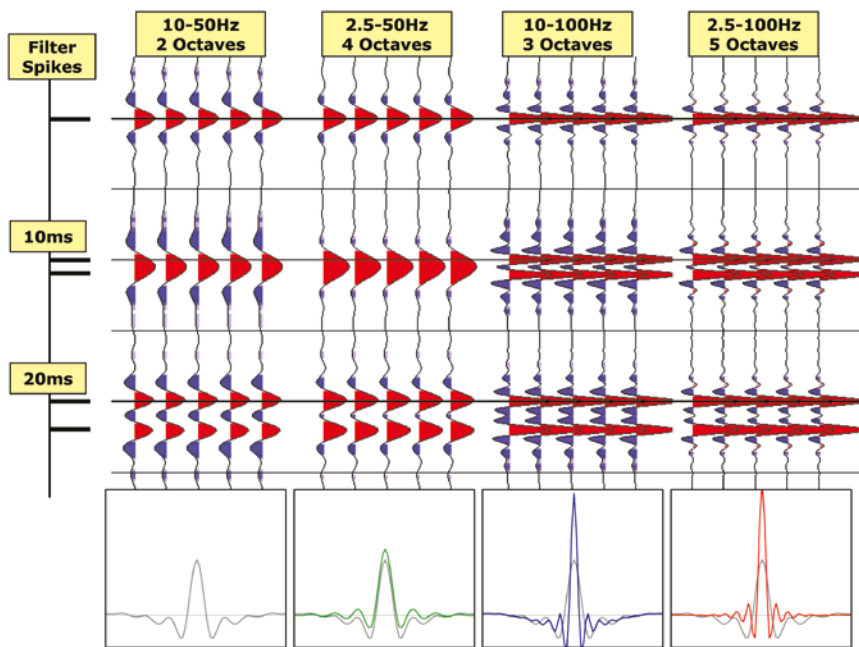 Filter
Spikes
10-50Hz
2 Octaves
2.5-50Hz
4 Octaves
10-100Hz
3 Octaves
2.5-100Hz
5 Octaves
10ms
20ms